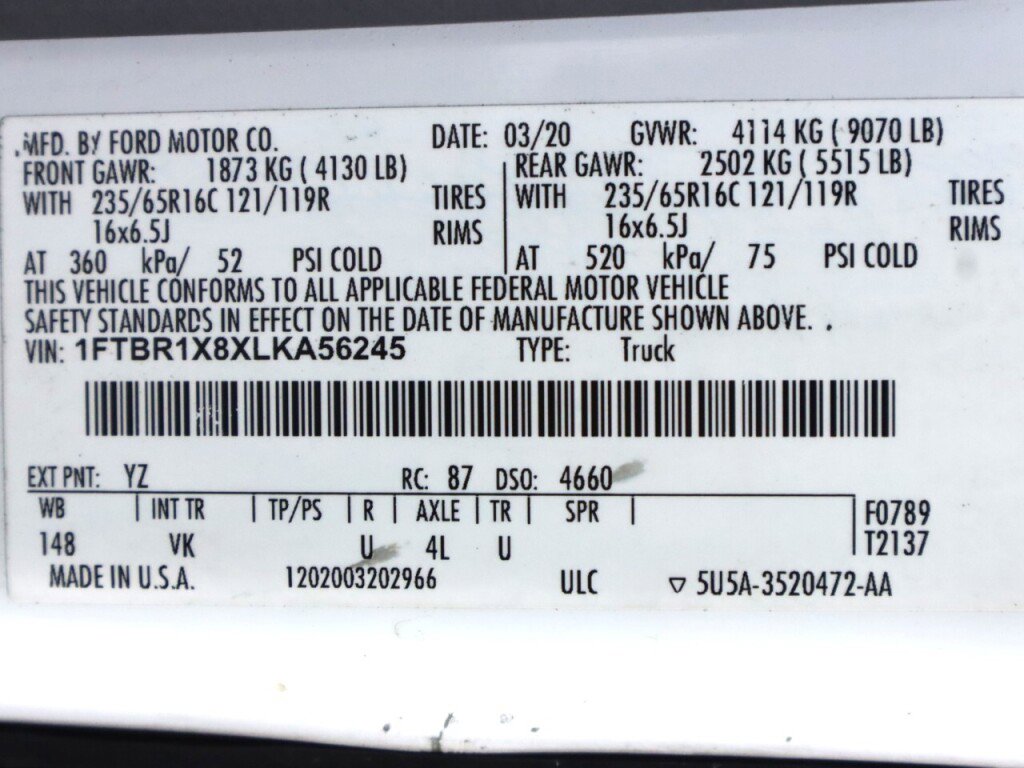 MFD. BY FORD MOTOR CO. DATE: 03/20 GVWR: 4114 KG ( 9070 LB)
FRONT GAWR: 1873 KG ( 4130 LB) REAR GAWR: 2502 KG ( 5515 LB)
WITH 235/65R16C 121/119R TIRES WITH 235/65R16C 121/119R TIRES
16x6.5J RIMS 16x6.5J RIMS
AT 360 kPa/ 52 PSI COLD AT 520 kPa/ 75 PSI COLD
THIS VEHICLE CONFORMS TO ALL APPLICABLE FEDERAL MOTOR VEHICLE
SAFETY STANDARDS IN EFFECT ON THE DATE OF MANUFACTURE SHOWN ABOVE. .
VIN: 1FTBR1X8XLKA56245 TYPE: Truck
EXT PNT: YZ RC: 87 DSO: 4660
WB INT TR TP/PS R AXLE TR SPR F0789
148 VK U 4L U T2137
MADE IN U.S.A. 1202003202966 ULC ▽ 5U5A-3520472-AA